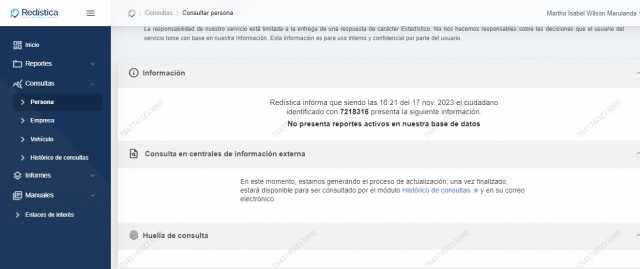 Redistica
Consultas : Consultar persona
Martha Isabel Wilson Marulanda
La responsabilidad de nuestro servicio está limitada a la entrega de una respuesta de carácter Estadístico. No nos hacemos responsables sobre las decisiones que el usuario del
servicio tome con base en nuestra Información. Esta información es para uso interno y confidencial por parte del usuario.
Inicio
Reportes
Consultas
Persona
Empresa
Vehículo
Histórico de consultas
Informes
Manuales
Enlaces de interés
Información
Redistica informa que siendo las 16:21 del 17 nov. 2023 el ciudadano
identificado con 7218316 presenta la siguiente información.
No presenta reportes activos en nuestra base de datos
Consulta en centrales de información externa
En este momento, estamos generando el proceso de actualización, una vez finalizado,
estará disponible para ser consultado por el módulo Histórico de consultas y en su correo
electrónico.
Huella de consulta